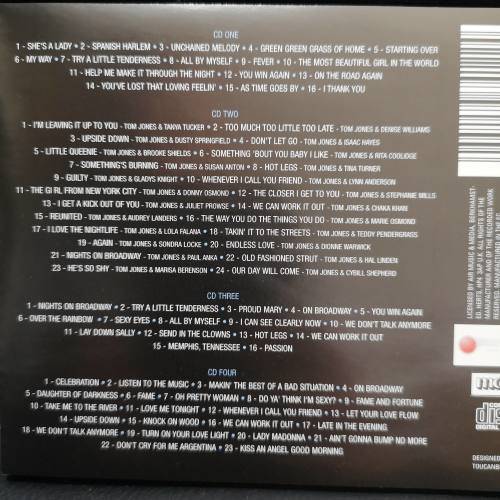 CD ONE
1 - SHE'S A LADY • 2 - SPANISH HARLEM • 3 - UNCHAINED MELODY • 4 - GREEN GREEN GRASS OF HOME • 5 - STARTING OVER
6 - MY WAY • 7 - TRY A LITTLE TENDERNESS • 8 - ALL BY MYSELF • 9 - FEVER • 10 - THE MOST BEAUTIFUL GIRL IN THE WORLD
11 - HELP ME MAKE IT THROUGH THE NIGHT • 12 - YOU WIN AGAIN • 13 - ON THE ROAD AGAIN
14 - YOU'VE LOST THAT LOVING FEELIN' • 15 - AS TIME GOES BY • 16 - I THANK YOU
CD TWO
1 - I'M LEAVING IT UP TO YOU - TOM JONES & TANYA TUCKER • 2 - TOO MUCH TOO LITTLE TOO LATE - TOM JONES & DENISE WILLIAMS
3 - UPSIDE DOWN - TOM JONES & DUSTY SPRINGFIELD • 4 - DON'T LET GO - TOM JONES & ISAAC HAYES
5 - LITTLE QUEENIE - TOM JONES & BROOKE SHIELDS • 6 - SOMETHING 'BOUT YOU BABY I LIKE - TOM JONES & RITA COOLIDGE
7 - SOMETHING'S BURNING - TOM JONES & SUSAN ANTON • 8 - HOT LEGS - TOM JONES & TINA TURNER
9 - GUILTY - TOM JONES & GLADYS KNIGHT • 10 - WHENEVER I CALL YOU FRIEND - TOM JONES & LYNN ANDERSON
11 - THE GIRL FROM NEW YORK CITY - TOM JONES & DONNY OSMOND • 12 - THE CLOSER I GET TO YOU - TOM JONES & STEPHANIE MILLS
13 - I GET A KICK OUT OF YOU - TOM JONES & JULIET PROWSE • 14 - WE CAN WORK IT OUT - TOM JONES & CHAKA KHAN
15 - REUNITED - TOM JONES & AUDREY LANDERS • 16 - THE WAY YOU DO THE THINGS YOU DO - TOM JONES & MARIE OSMOND
17 - I LOVE THE NIGHTLIFE - TOM JONES & LOLA FALANA • 18 - TAKIN' IT TO THE STREETS - TOM JONES & TEDDY PENDERGRASS
19 - AGAIN - TOM JONES & SONDRA LOCKE • 20 - ENDLESS LOVE - TOM JONES & DIONNE WARWICK
21 - NIGHTS ON BROADWAY - TOM JONES & PAUL ANKA • 22 - OLD FASHIONED STRUT - TOM JONES & HAL LINDEN
23 - HE'S SO SHY - TOM JONES & MARISA BERENSON • 24 - OUR DAY WILL COME - TOM JONES & CYBILL SHEPHERD
CD THREE
1 - NIGHTS ON BROADWAY • 2 - TRY A LITTLE TENDERNESS • 3 - PROUD MARY • 4 - ON BROADWAY • 5 - YOU WIN AGAIN
6 - OVER THE RAINBOW • 7 - SEXY EYES • 8 - ALL BY MYSELF • 9 - I CAN SEE CLEARLY NOW • 10 - WE DON'T TALK ANYMORE
11 - LAY DOWN SALLY • 12 - SEND IN THE CLOWNS • 13 - HOT LEGS • 14 - WE CAN WORK IT OUT
15 - MEMPHIS, TENNESSEE • 16 - PASSION
CD FOUR
1 - CELEBRATION • 2 - LISTEN TO THE MUSIC • 3 - MAKIN' THE BEST OF A BAD SITUATION • 4 - ON BROADWAY
5 - DAUGHTER OF DARKNESS • 6 - FAME • 7 - OH PRETTY WOMAN • 8 - DO YA' THINK I'M SEXY? • 9 - FAME AND FORTUNE
10 - TAKE ME TO THE RIVER • 11 - LOVE ME TONIGHT • 12 - WHENEVER I CALL YOU FRIEND • 13 - LET YOUR LOVE FLOW
14 - UPSIDE DOWN • 15 - KNOCK ON WOOD • 16 - WE CAN WORK IT OUT • 17 - LATE IN THE EVENING
18 - WE DON'T TALK ANYMORE • 19 - TURN ON YOUR LOVE LIGHT • 20 - LADY MADONNA • 21 - AIN'T GONNA BUMP NO MORE
22 - DON'T CRY FOR ME ARGENTINA • 23 - KISS AN ANGEL GOOD MORNING
LICENSED BY AIR MUSIC & MEDIA, BERKHAMST-
ED, HERTS,
DIGITAL
DESIGNED
TOUCANB